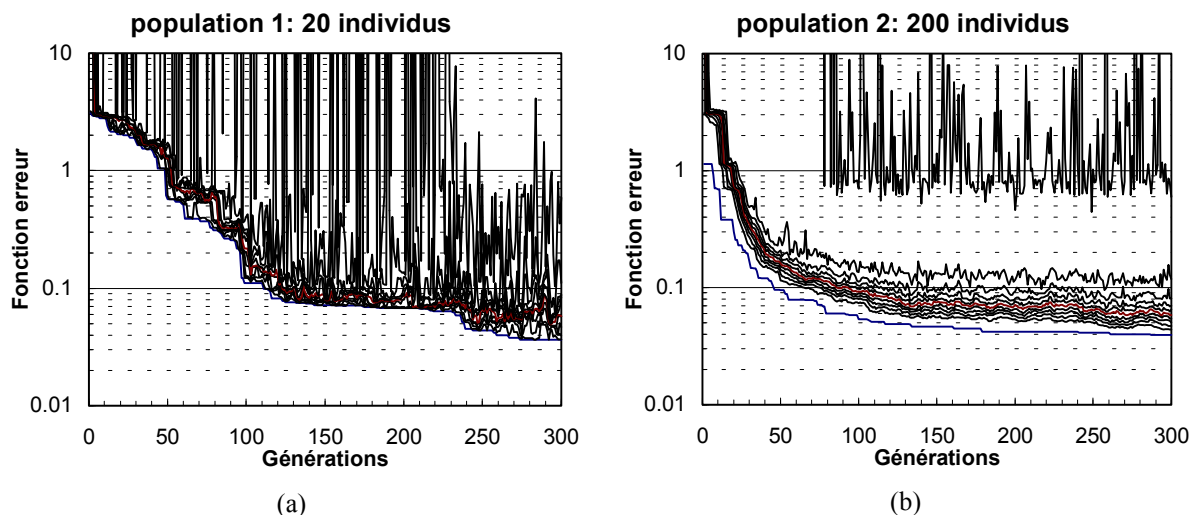 population 1: 20 individus
10
1
0.1
0.01
Fonction erreur
0 50 100 150 200 250 300
Générations
(a)
population 2: 200 individus
10
1
0.1
0.01
Fonction erreur
0 50 100 150 200 250 300
Générations
(b)